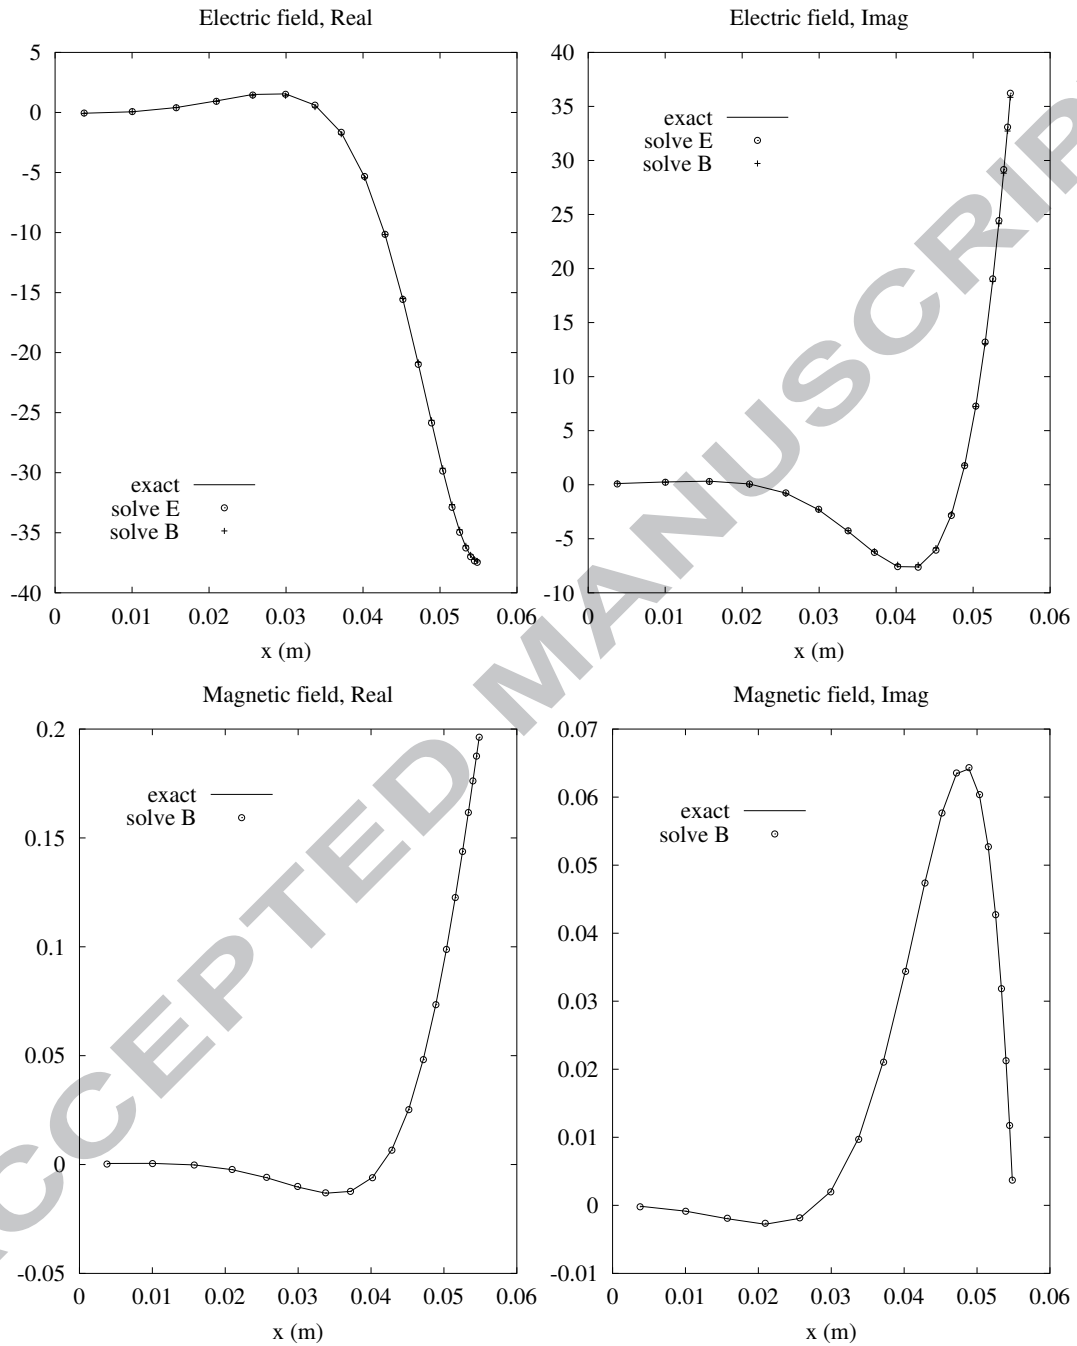 Electric field, Real
5
0
-5
-10
-15
-20
-25
-30
-35
-40
exact
solve E
solve B
0 0.01 0.02 0.03 0.04 0.05 0.06
x (m)
Electric field, Imag
40
35
30
25
20
15
10
5
0
-5
-10
exact
solve E
solve B
0 0.01 0.02 0.03 0.04 0.05 0.06
x (m)
Magnetic field, Real
0.2
0.15
0.1
0.05
0
-0.05
exact
solve B
0 0.01 0.02 0.03 0.04 0.05 0.06
x (m)
Magnetic field, Imag
0.07
0.06
0.05
0.04
0.03
0.02
0.01
0
-0.01
exact
solve B
0 0.01 0.02 0.03 0.04 0.05 0.06
x (m)
CCEPTED MANUSCRIP